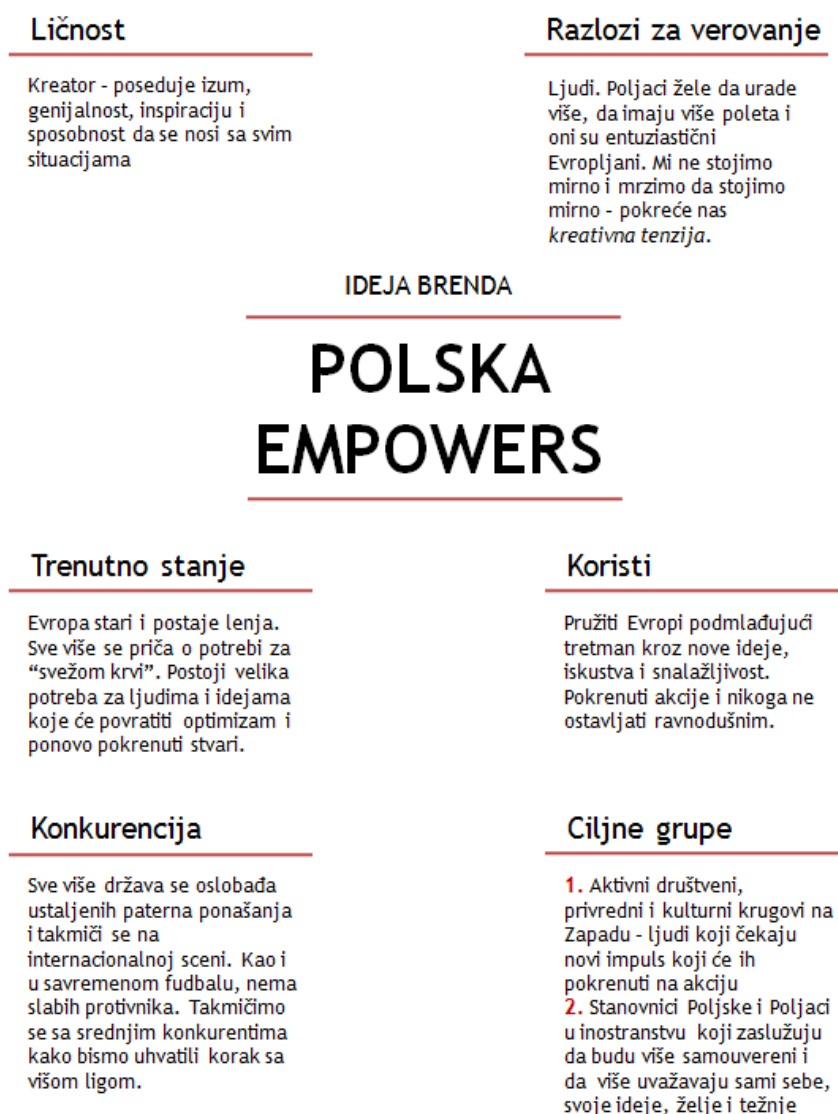 Ličnost
Kreator - poseduje izum,
genijalnost, inspiraciju i
sposobnost da se nosi sa svim
situacijama
Razlozi za verovanje
Ljudi. Poljaci žele da urade
više, da imaju više poleta i
oni su entuziastični
Evropljani. Mi ne stojimo
mirno i mrzimo da stojimo
mirno - pokreće nas
kreativna tenzija.
IDEJA BRENDA
POLSKA
EMPOWERS
Trenutno stanje
Evropa stari i postaje lenja.
Sve više se priča o potrebi za
“svežom krvi”. Postoji velika
potreba za ljudima i idejama
koje će povratiti optimizam i
ponovo pokrenuti stvari.
Koristi
Pružiti Evropi podmlađujući
tretman kroz nove ideje,
iskustva i snalažljivost.
Pokrenuti akcije i nikoga ne
ostavljati ravnodušnim.
Konkurencija
Sve više država se oslobađa
ustaljenih paterna ponašanja
i takmiči se na
internacionalnoj sceni. Kao i
u savremenom fudbalu, nema
slabih protivnika. Takmičimo
se sa srednjim konkurentima
kako bismo uhvatili korak sa
višom ligom.
Ciljne grupe
1. Aktivni društveni,
privredni i kulturni krugovi na
Zapadu - ljudi koji čekaju
novi impuls koji će ih
pokrenuti na akciju
2. Stanovnici Poljske i Poljaci
u inostranstvu koji zaslužuju
da budu više samouvereni i
da više uvažavaju sami sebe,
svoje ideje, želje i težnje